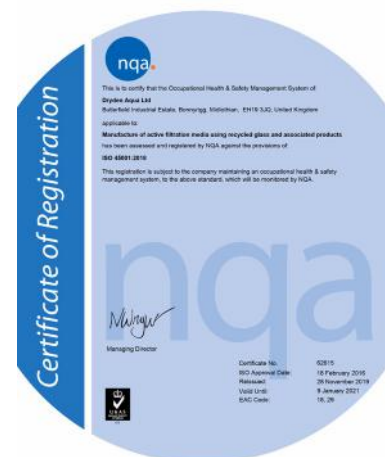 nqa.
This is to certify that the Occupational Health & Safety Management System of
Dryden Aqua Ltd
Butlerfield Industrial Estate, Bonnyrigg, Midlothian, EH19 3JQ, United Kingdom
applicable to
Manufacture of active filtration media using recycled glass and associated products
has been assessed and registered by NQA against the provisions of
ISO 45001:2018
This registration is subject to the company maintaining an occupational health & safety
management system, to the above standard, which will be monitored by NQA.
Certificate of Registration
nqa
Managing Director
Certificate No. 62815
ISO Approval Date: 18 February 2016
Reissued: 28 November 2019
Valid Until: 9 January 2021
EAC Code: 18, 29
UKAS